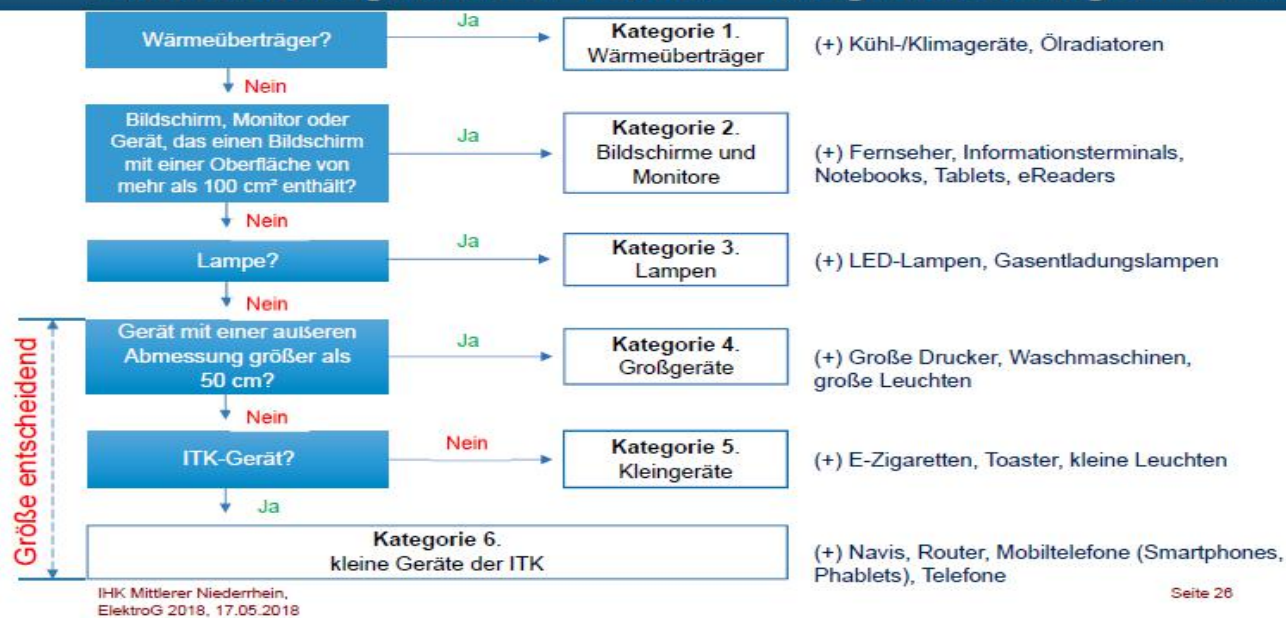 Wärmeüberträger?
Ja
Kategorie 1.
Wärmeüberträger
(+) Kühl-/Klimageräte, Ölradiatoren
Nein
Bildschirm, Monitor oder
Gerät, das einen Bildschirm
mit einer Oberfläche von
mehr als 100 cm² enthält?
Ja
Kategorie 2.
Bildschirme und
Monitore
(+) Fernseher, Informationsterminals,
Notebooks, Tablets, eReaders
Nein
Lampe?
Ja
Kategorie 3.
Lampen
(+) LED-Lampen, Gasentladungslampen
Nein
Größe entscheidend
Gerät mit einer äußeren
Abmessung größer als
50 cm?
Ja
Kategorie 4.
Großgeräte
(+) Große Drucker, Waschmaschinen,
große Leuchten
Nein
ITK-Gerät?
Nein
Kategorie 5.
Kleingeräte
(+) E-Zigaretten, Toaster, kleine Leuchten
Ja
Kategorie 6.
kleine Geräte der ITK
(+) Navis, Router, Mobiltelefone (Smartphones,
Phablets), Telefone
IHK Mittlerer Niederrhein,
ElektroG 2018, 17.05.2018
Seite 26